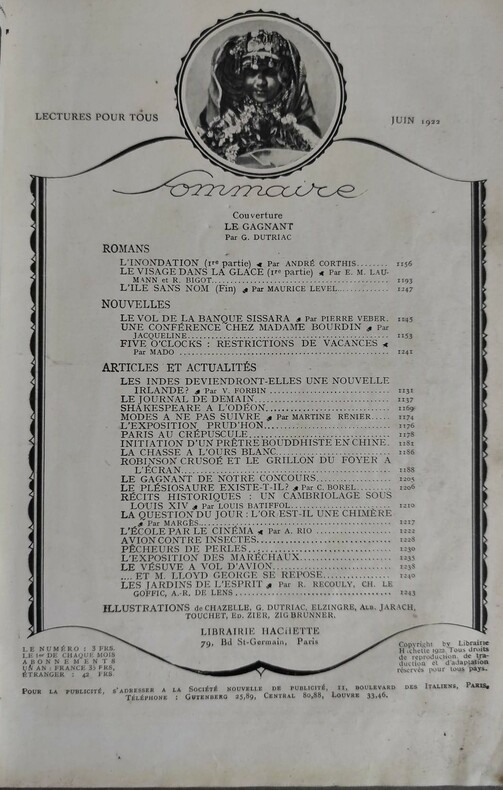 LECTURES POUR TOUS
JUIN 1922
Sommaire
Couverture
LE GAGNANT
Par G. DUTRIAC
ROMANS
L'INONDATION (1re partie) Par ANDRÉ CORTHIS........ 1156
LE VISAGE DANS LA GLACE (1re partie) Par E. M. LAU-
MANN et R. BIGOT........ 1193
L'ILE SANS NOM (Fin) Par MAURICE LEVEL........ 1247
NOUVELLES
LE VOL DE LA BANQUE SISSARA Par PIERRE VEBER. 1245
UNE CONFÉRENCE CHEZ MADAME BOURDIN Par
JACQUELINE........ 1153
FIVE O'CLOCKS : RESTRICTIONS DE VACANCES
Par MADO ........ 1241
ARTICLES ET ACTUALITÉS
LES INDES DEVIENDRONT-ELLES UNE NOUVELLE
IRLANDE? Par V. FORBIN ........ 1131
LE JOURNAL DE DEMAIN........ 1137
SHAKESPEARE A L'ODÉON........ 1169
MODES A NE PAS SUIVRE Par MARTINE RÉNIER..... 1174
L'EXPOSITION PRUD'HON........ 1176
PARIS AU CRÉPUSCULE........ 1178
INITIATION D'UN PRÊTRE BOUDDHISTE EN CHINE. 1181
LA CHASSE A L'OURS BLANC........ 1186
ROBINSON CRUSOÉ ET LE GRILLON DU FOYER A
L'ÉCRAN........ 1188
LE GAGNANT DE NOTRE CONCOURS........ 1205
LE PLÉSIOSAURE EXISTE-T-IL? Par C. BOREL...... 1206
RÉCITS HISTORIQUES : UN CAMBRIOLAGE SOUS
LOUIS XIV Par LOUIS BATIFFOL........ 1210
LA QUESTION DU JOUR : L'OR EST-IL UNE CHIMÈRE
Par MARGÈS........ 1217
L'ÉCOLE PAR LE CINÉMA Par A. RIO ........ 1222
AVION CONTRE INSECTES........ 1228
PÊCHEURS DE PERLES........ 1230
L'EXPOSITION DES MARÉCHAUX........ 1235
LE VÉSUVE A VOL D'AVION........ 1238
.... ET M. LLOYD GEORGE SE REPOSE........ 1240
LES JARDINS DE L'ESPRIT Par R. RECOULY, CH. LE
GOFFIC, A.-R. DE LENS ........ 1243
ILLUSTRATIONS de CHAZELLE, G. DUTRIAC, ELZINGRE, ALB. JARACH,
TOUCHET, ED. ZIER, ZIG BRUNNER.
LIBRAIRIE HACHETTE
79, Bd St-Germain, Paris
LE NUMÉRO : 3 FRS.
LE 1er DE CHAQUE MOIS
ABONNEMENTS
UN AN : FRANCE 35 FRS,
ÉTRANGER : 42 FRS
Copyright by Librairie
Hachette 1922. Tous droits
de reproduction, de tra-
duction et d'adaptation
réservés pour tous pays.
POUR LA PUBLICITÉ, S'ADRESSER A LA SOCIÉTÉ NOUVELLE DE PUBLICITÉ, 11, BOULEVARD DES ITALIENS, PARIS.
TÉLÉPHONE : GUTENBERG 25,89, CENTRAL 80,88, LOUVRE 33,46.